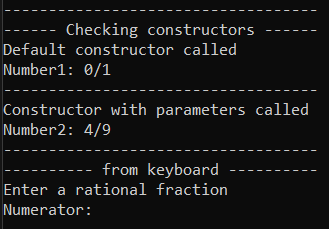 -----------------------------------
------ Checking constructors ------
Default constructor called
Number1: 0/1
-----------------------------------
Constructor with parameters called
Number2: 4/9
-----------------------------------
---------- from keyboard ----------
Enter a rational fraction
Numerator: